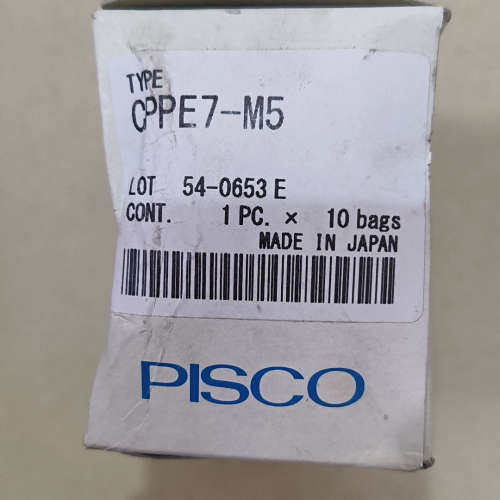 TYPE
CPPE7-M5
LOT 54-0653 E
CONT. 1 PC. × 10 bags
MADE IN JAPAN
PISCO